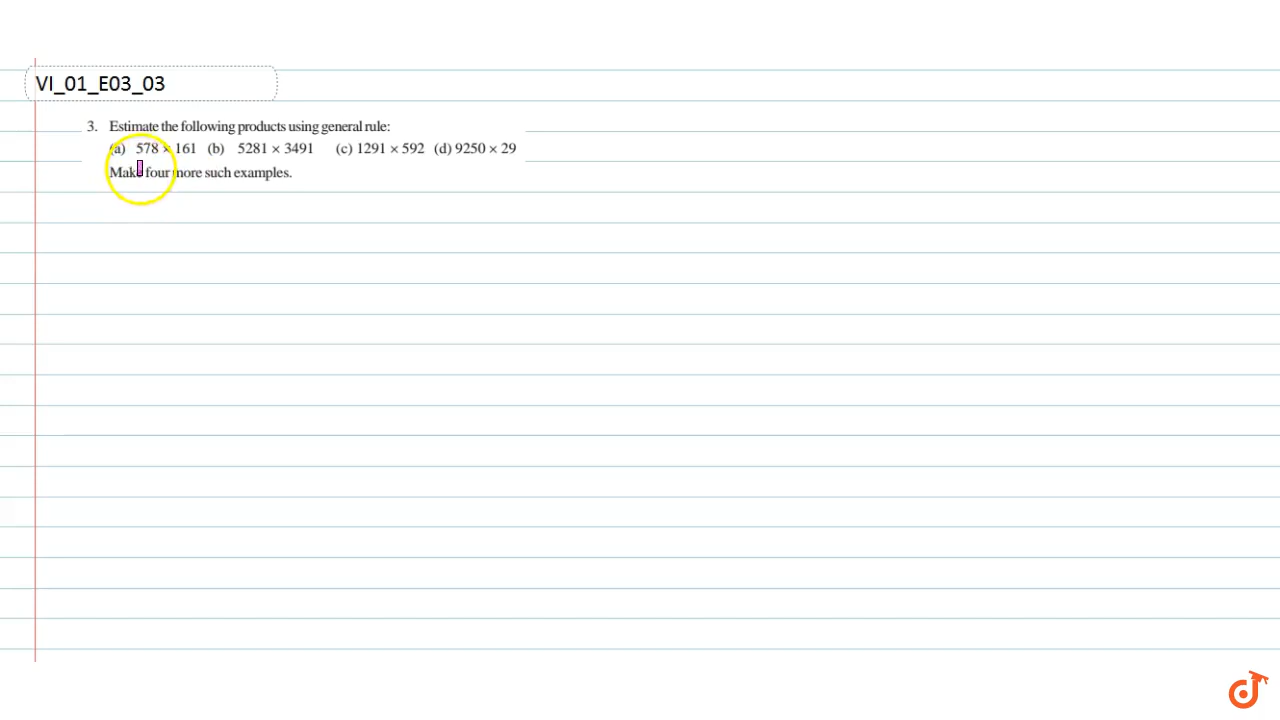 VI_01_E03_03
3. Estimate the following products using general rule:
(a) 578 × 161 (b) 5281 × 3491 (c) 1291 × 592 (d) 9250 × 29
Make four more such examples.